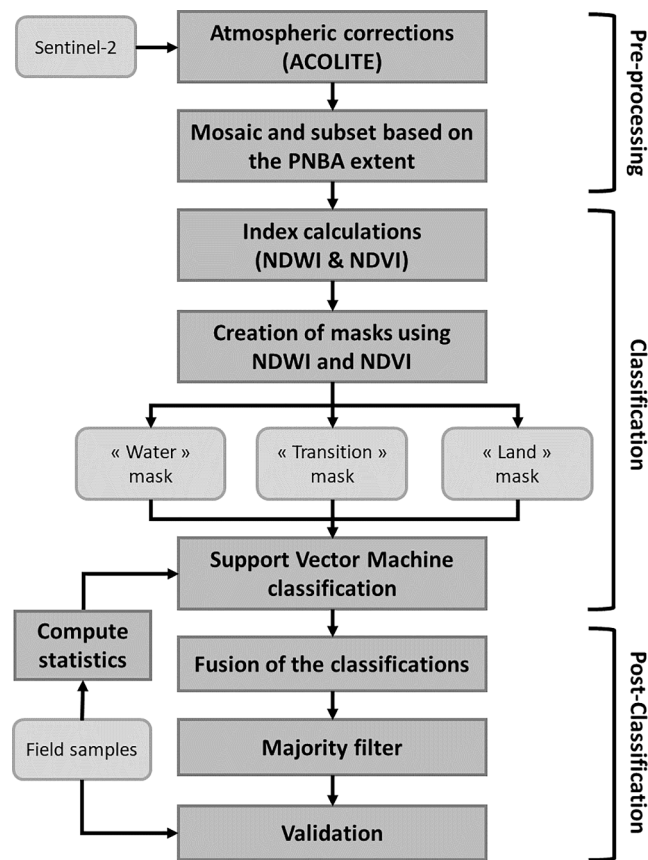 Sentinel-2
Atmospheric corrections
(ACOLITE)
Mosaic and subset based on
the PNBA extent
Pre-processing
Index calculations
(NDWI & NDVI)
Creation of masks using
NDWI and NDVI
« Water »
mask
« Transition »
mask
« Land »
mask
Support Vector Machine
classification
Classification
Compute
statistics
Fusion of the classifications
Field samples
Majority filter
Validation
Post-Classification